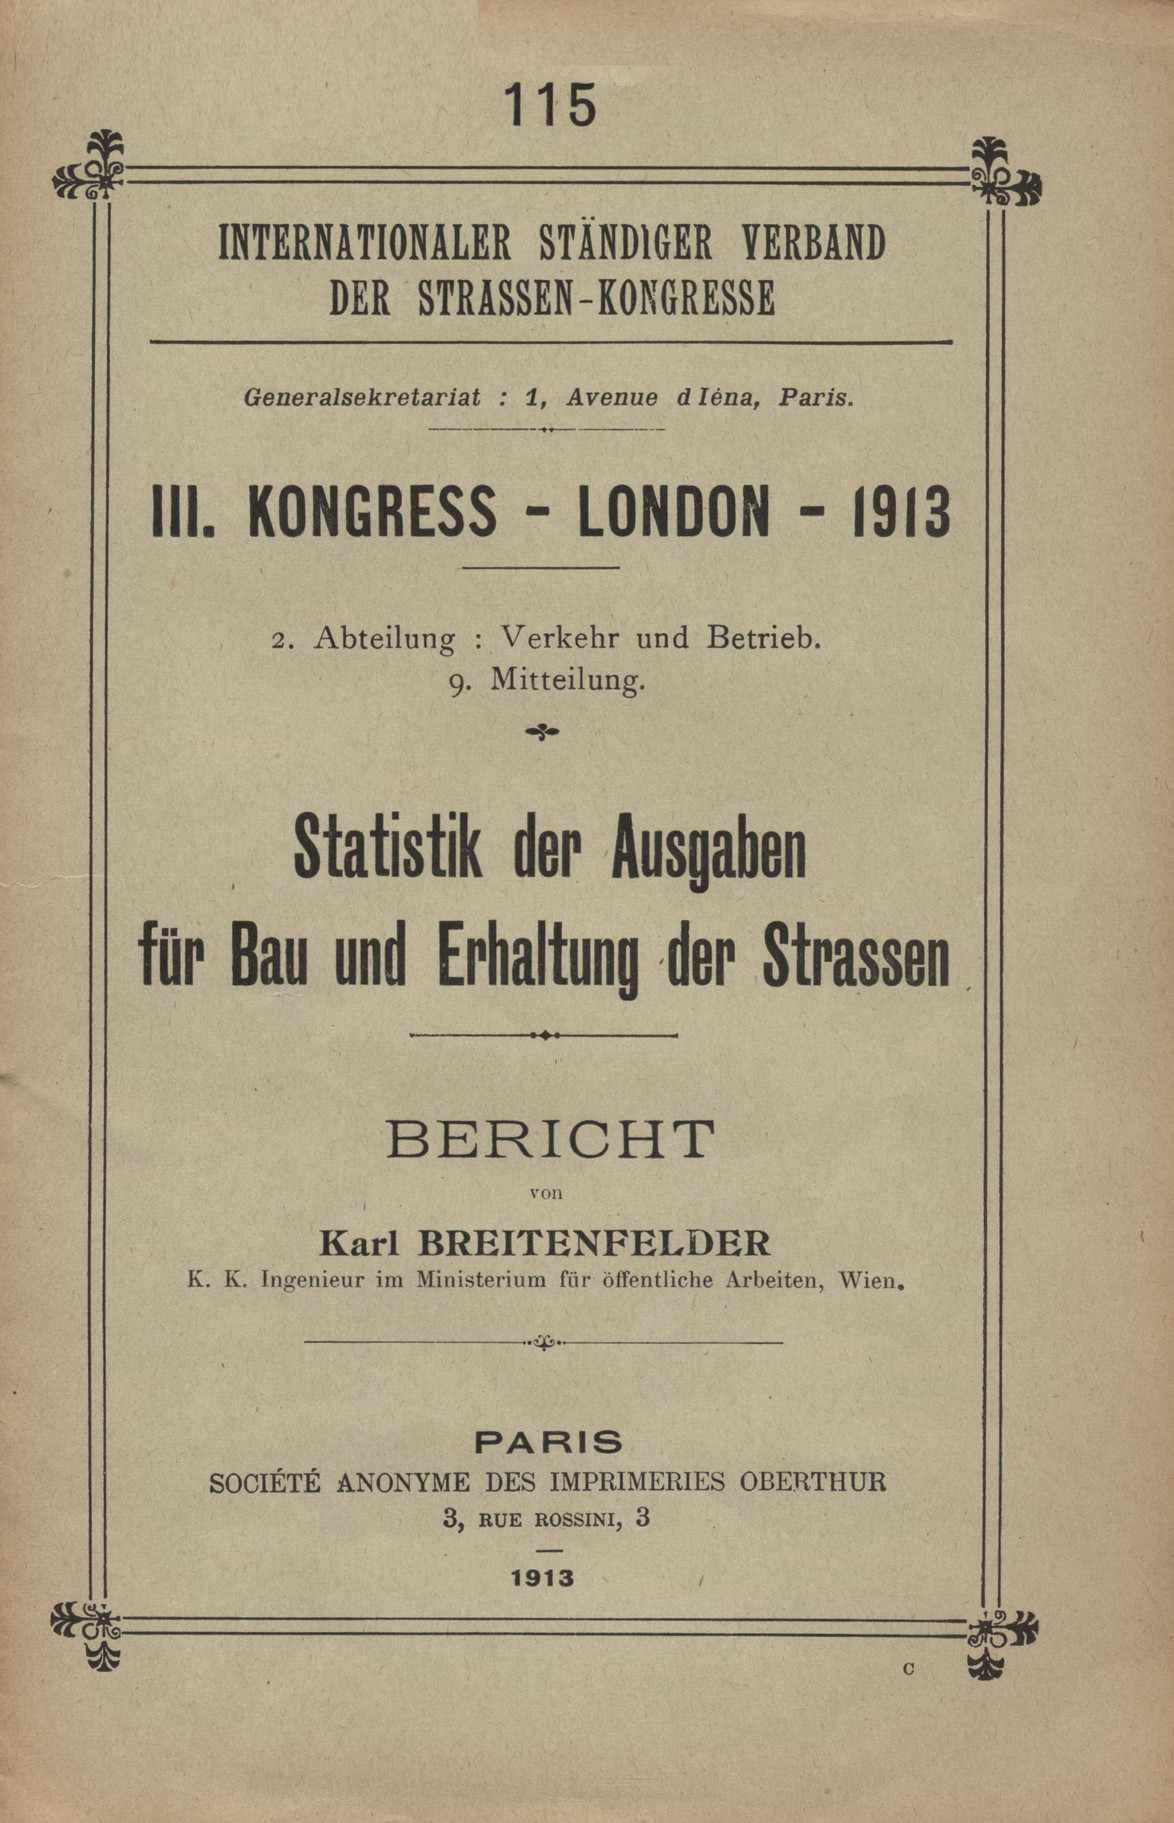 115
INTERNATIONALER STÄNDIGER VERBAND
DER STRASSEN-KONGRESSE
Generalsekretariat : 1, Avenue d Iéna, Paris.
III. KONGRESS - LONDON - 1913
2. Abteilung : Verkehr und Betrieb.
9. Mitteilung.
Statistik der Ausgaben
für Bau und Erhaltung der Strassen
BERICHT
von
Karl BREITENFELDER
K. K. Ingenieur im Ministerium für öffentliche Arbeiten, Wien.
PARIS
SOCIÉTÉ ANONYME DES IMPRIMERIES OBERTHUR
3, RUE ROSSINI, 3
1913
C